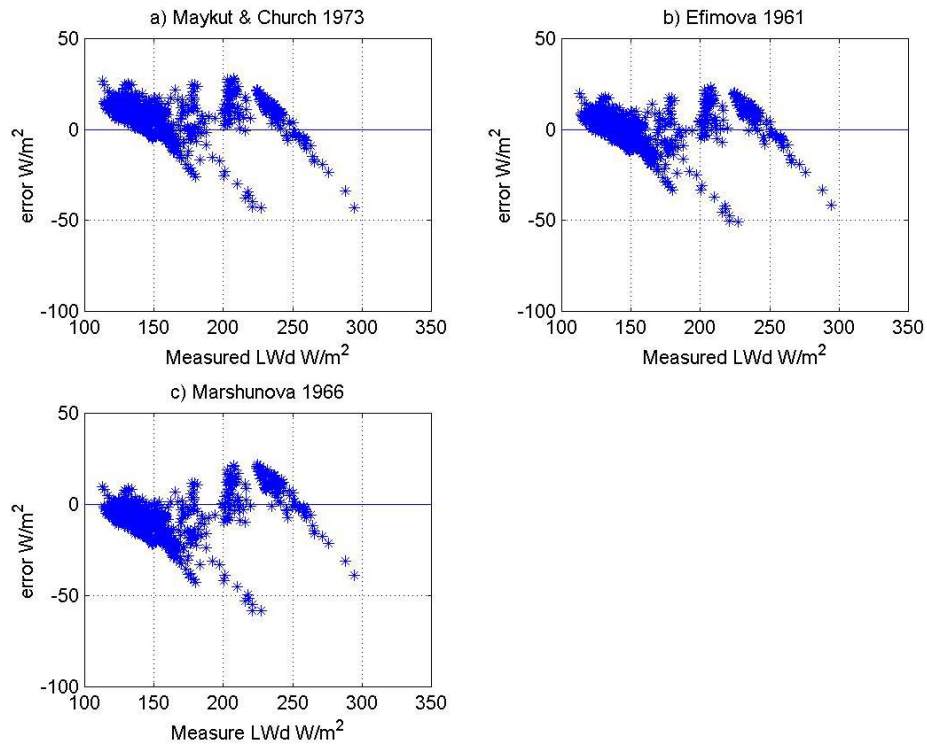 a) Maykut & Church 1973
50
0
-50
-100
error W/m²
100 150 200 250 300 350
Measured LWd W/m²
b) Efimova 1961
50
0
-50
-100
error W/m²
100 150 200 250 300 350
Measured LWd W/m²
c) Marshunova 1966
50
0
-50
-100
error W/m²
100 150 200 250 300 350
Measure LWd W/m²